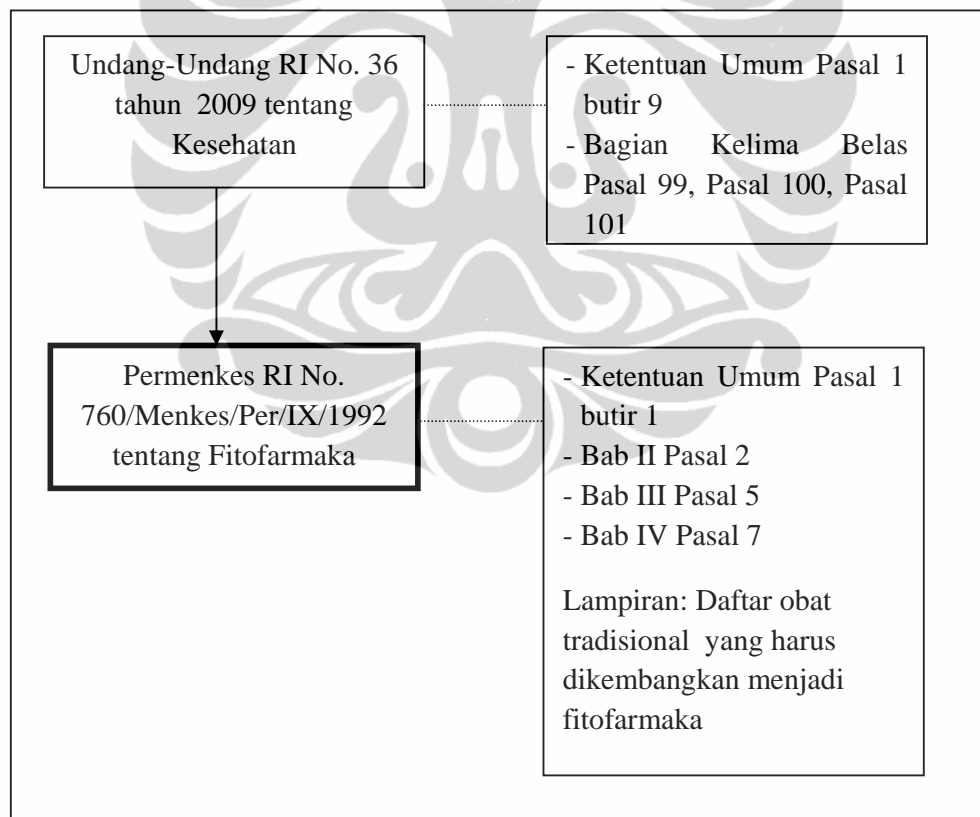 Undang-Undang RI No. 36
tahun 2009 tentang
Kesehatan
- Ketentuan Umum Pasal 1
butir 9
- Bagian Kelima Belas
Pasal 99, Pasal 100, Pasal
101
Permenkes RI No.
760/Menkes/Per/IX/1992
tentang Fitofarmaka
- Ketentuan Umum Pasal 1
butir 1
- Bab II Pasal 2
- Bab III Pasal 5
- Bab IV Pasal 7
Lampiran: Daftar obat
tradisional yang harus
dikembangkan menjadi
fitofarmaka